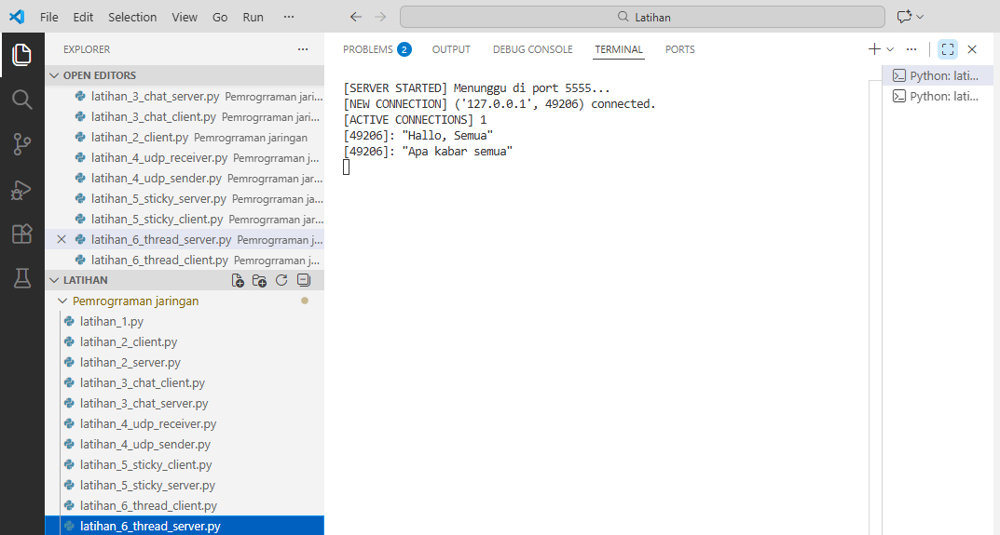 File Edit Selection View Go Run ··· Latihan
EXPLORER ···
OPEN EDITORS
latihan_3_chat_server.py Pemrogrraman jari...
latihan_3_chat_client.py Pemrogrraman jari...
latihan_2_client.py Pemrogrraman jaringan
latihan_4_udp_receiver.py Pemrogrraman j...
latihan_4_udp_sender.py Pemrogrraman jar...
latihan_5_sticky_server.py Pemrogrraman ja...
latihan_5_sticky_client.py Pemrogrraman jar...
latihan_6_thread_server.py Pemrogrraman j...
latihan_6_thread_client.py Pemrogrraman j...
LATIHAN
Pemrogrraman jaringan
latihan_1.py
latihan_2_client.py
latihan_2_server.py
latihan_3_chat_client.py
latihan_3_chat_server.py
latihan_4_udp_receiver.py
latihan_4_udp_sender.py
latihan_5_sticky_client.py
latihan_5_sticky_server.py
latihan_6_thread_client.py
latihan_6_thread_server.py
PROBLEMS 2 OUTPUT DEBUG CONSOLE TERMINAL PORTS
[SERVER STARTED] Menunggu di port 5555...
[NEW CONNECTION] ('127.0.0.1', 49206) connected.
[ACTIVE CONNECTIONS] 1
[49206]: "Hallo, Semua"
[49206]: "Apa kabar semua"
Python: lati...
Python: lati...